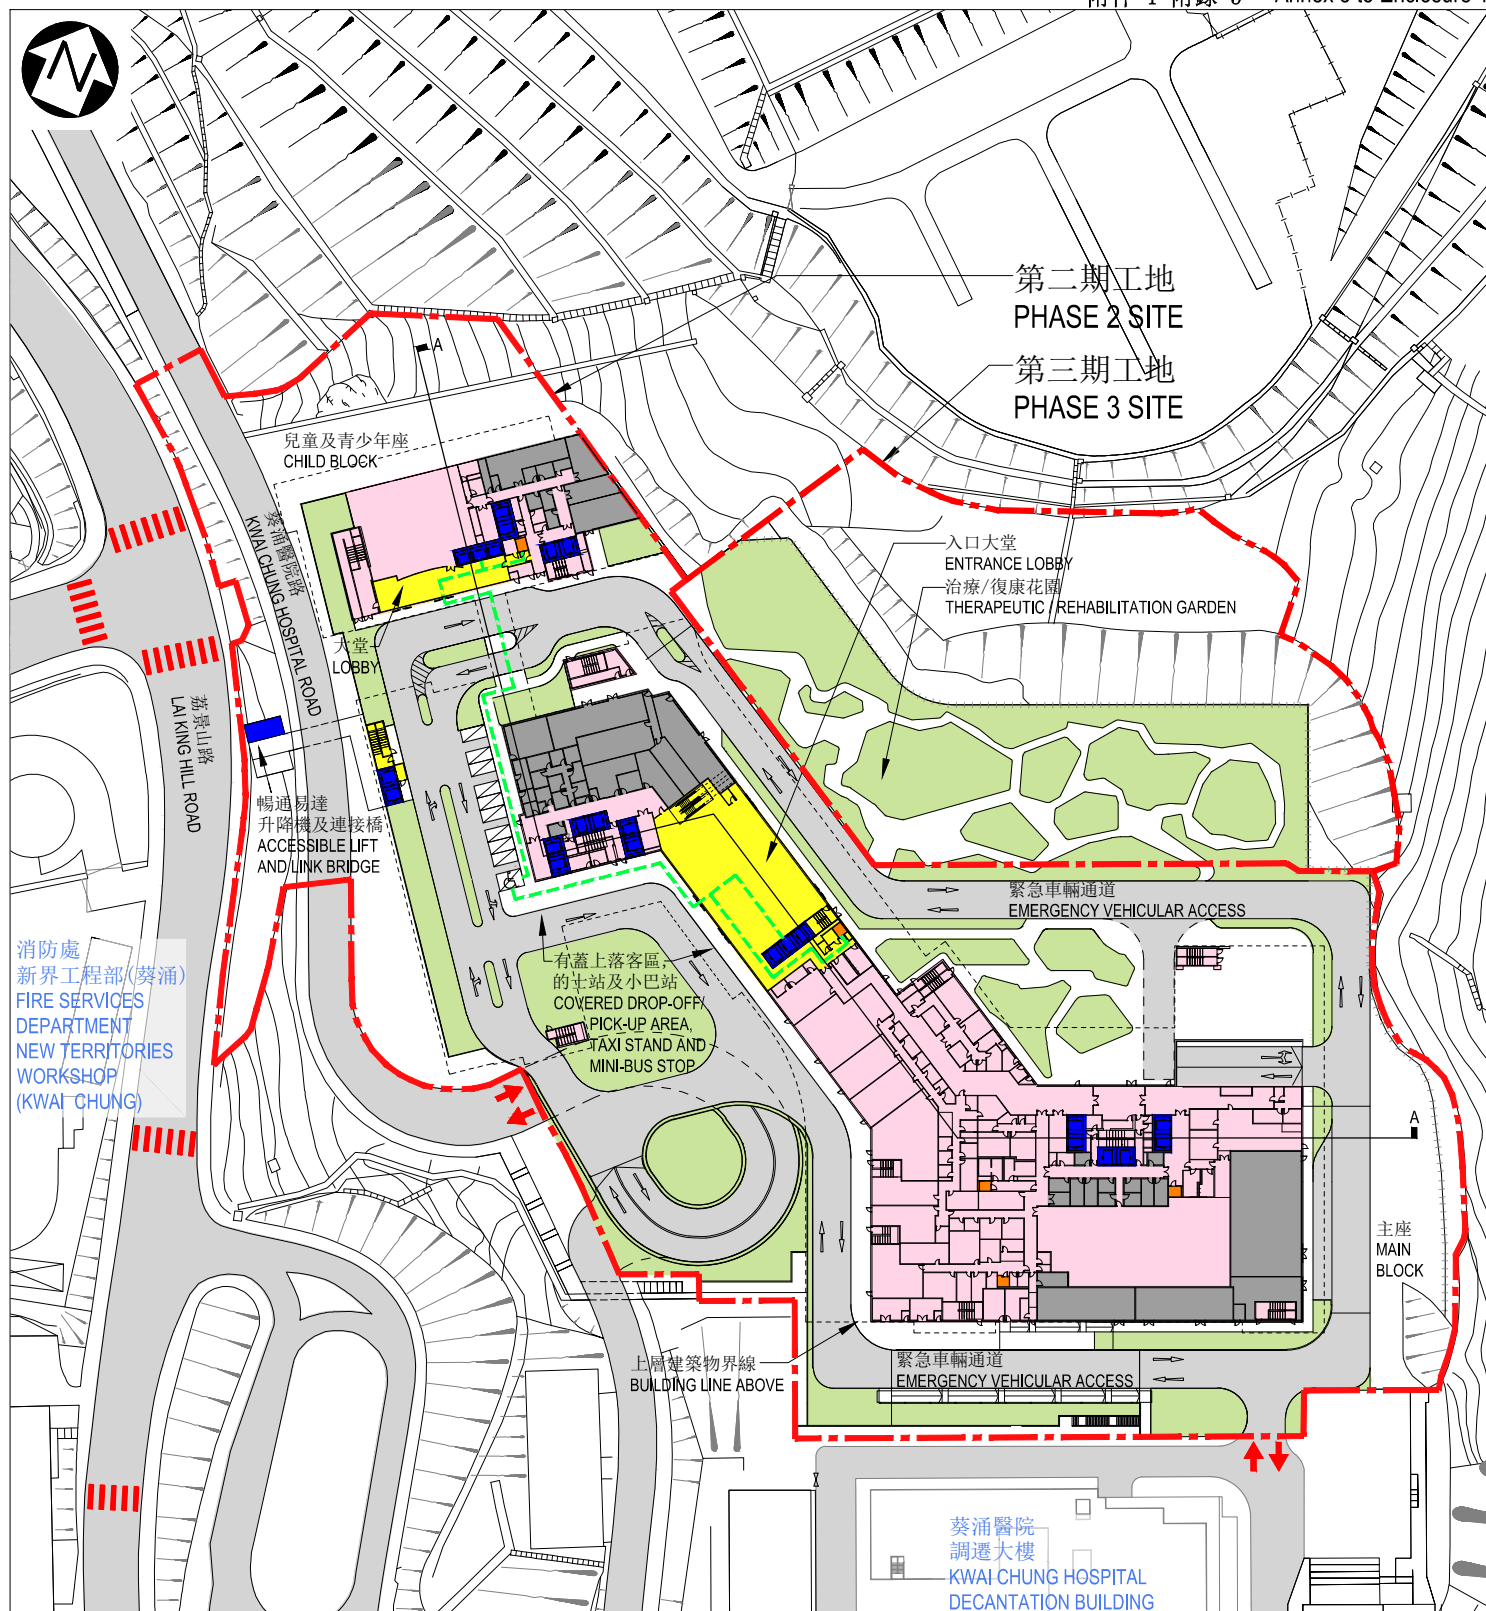 N
第二期工地
PHASE 2 SITE
第三期工地
PHASE 3 SITE
A
兒童及青少年座
CHILD BLOCK
葵涌醫院路
KWAI CHUNG HOSPITAL ROAD
入口大堂
ENTRANCE LOBBY
治療/復康花園
THERAPEUTIC / REHABILITATION GARDEN
大堂
LOBBY
荔景山路
LAI KING HILL ROAD
暢通易達
升降機及連接橋
ACCESSIBLE LIFT
AND LINK BRIDGE
緊急車輛通道
EMERGENCY VEHICULAR ACCESS
消防處
新界工程部(葵涌)
FIRE SERVICES
DEPARTMENT
NEW TERRITORIES
WORKSHOP
(KWAI CHUNG)
有蓋上落客區,
的士站及小巴站
COVERED DROP-OFF/
PICK-UP AREA,
TAXI STAND AND
MINI-BUS STOP
A
主座
MAIN
BLOCK
上層建築物界線
BUILDING LINE ABOVE
緊急車輛通道
EMERGENCY VEHICULAR ACCESS
葵涌醫院
調遷大樓
KWAI CHUNG HOSPITAL
DECANTATION BUILDING